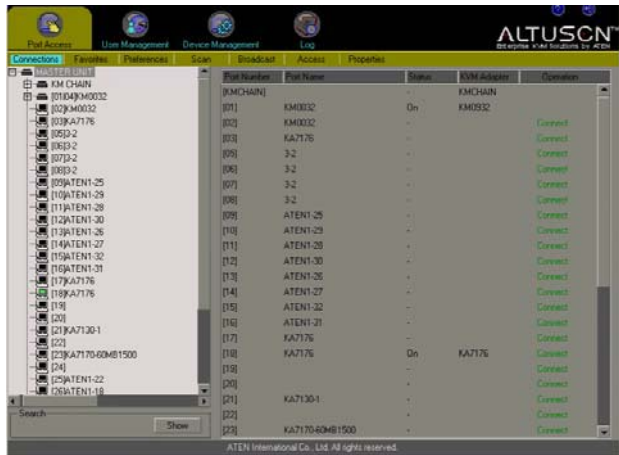 Port Access User Management Device Management Log
ALTUSCN™
Enterprise KVM Solutions by ATEN
Connections Favorites Preferences Scan Broadcast Access Properties
MASTER UNIT
KM CHAIN
[01|04]KM0032
[02]KM0032
[03]KA7176
[05]3-2
[06]3-2
[07]3-2
[08]3-2
[09]ATEN1-25
[10]ATEN1-29
[11]ATEN1-28
[12]ATEN1-30
[13]ATEN1-26
[14]ATEN1-27
[15]ATEN1-32
[16]ATEN1-31
[17]KA7176
[18]KA7176
[19]
[20]
[21]KA7130-1
[22]
[23]KA7170-60MB1500
[24]
[25]ATEN1-22
[26]ATEN1-18
Search
Show
Port Number Port Name Status KVM Adapter Operation
[KMCHAIN] - KMCHAIN
[01] KM0032 On KM0932
[02] KM0032 - Connect
[03] KA7176 - Connect
[05] 3-2 - Connect
[06] 3-2 - Connect
[07] 3-2 - Connect
[08] 3-2 - Connect
[09] ATEN1-25 - Connect
[10] ATEN1-29 - Connect
[11] ATEN1-28 - Connect
[12] ATEN1-30 - Connect
[13] ATEN1-26 - Connect
[14] ATEN1-27 - Connect
[15] ATEN1-32 - Connect
[16] ATEN1-31 - Connect
[17] KA7176 - Connect
[18] KA7176 On KA7176 Connect
[19] - Connect
[20] - Connect
[21] KA7130-1 - Connect
[22] - Connect
[23] KA7170-60MB1500 - Connect
ATEN International Co., Ltd. All rights reserved.